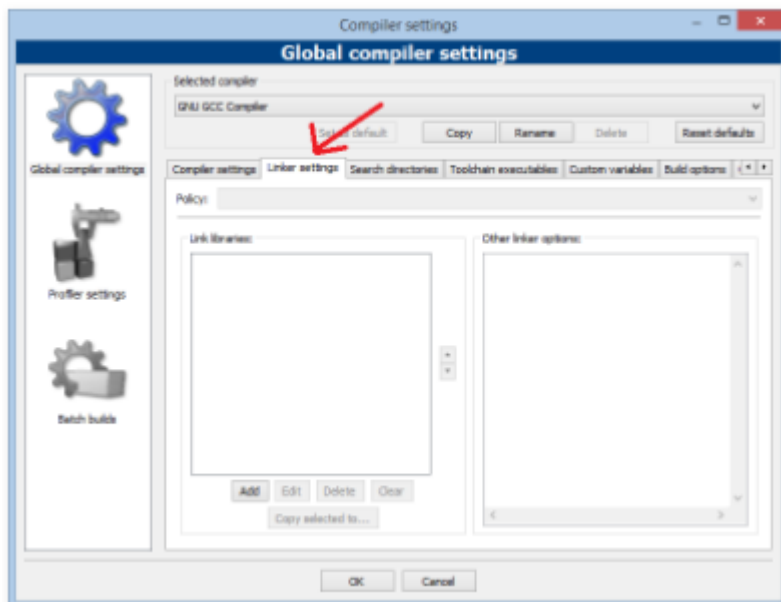 Compiler settings
Global compiler settings
Global compiler settings
Profiler settings
Batch builds
Selected compiler
GNU GCC Compiler
Set as default Copy Rename Delete Reset defaults
Compiler settings Linker settings Search directories Toolchain executables Custom variables Build options
Policy:
Link libraries:
Other linker options:
Add Edit Delete Clear
Copy selected to...
OK Cancel